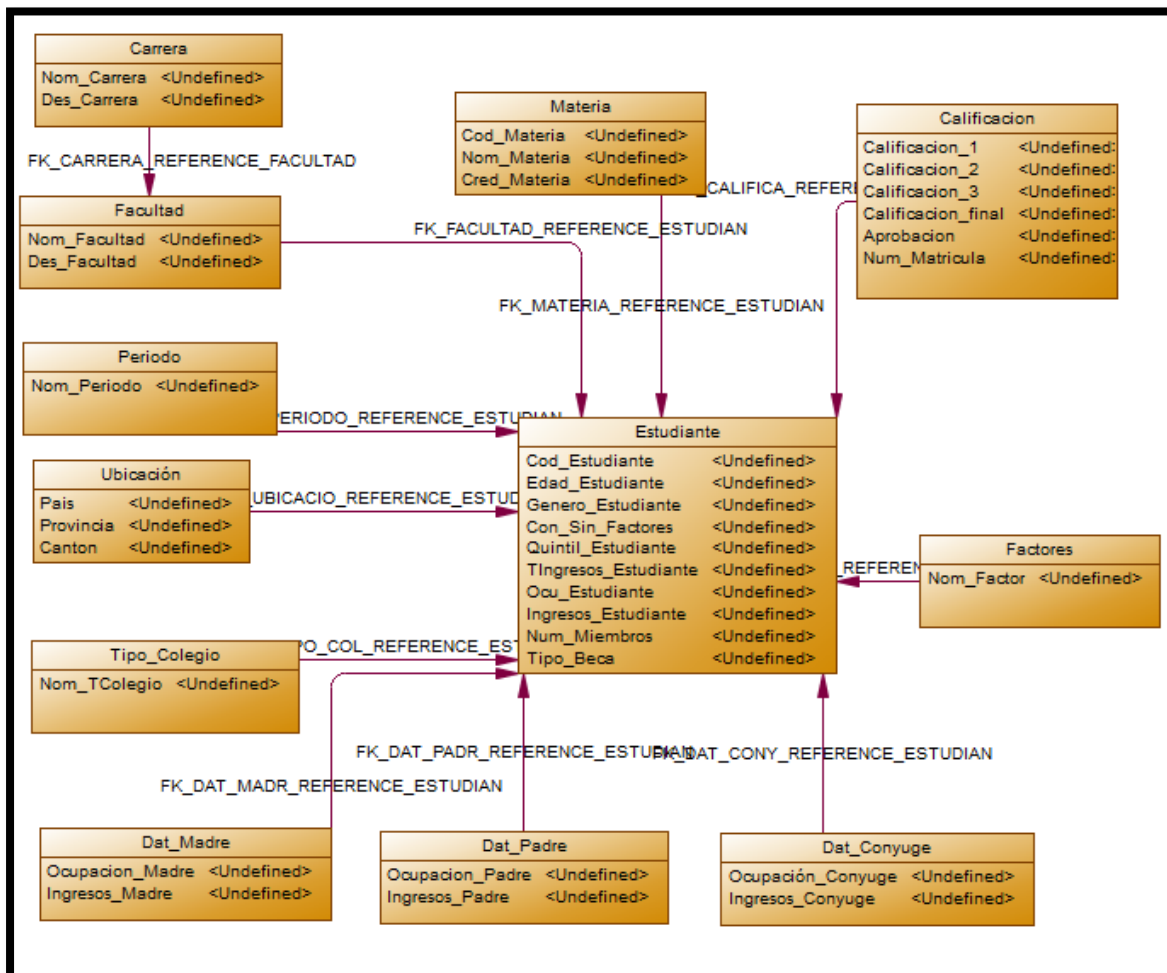 Carrera
Nom_Carrera <Undefined>
Des_Carrera <Undefined>
FK_CARRERA_REFERENCE_FACULTAD
Facultad
Nom_Facultad <Undefined>
Des_Facultad <Undefined>
Materia
Cod_Materia <Undefined>
Nom_Materia <Undefined>
Cred_Materia <Undefined>
Calificacion
Calificacion_1 <Undefined>
Calificacion_2 <Undefined>
Calificacion_3 <Undefined>
Calificacion_final <Undefined>
Aprobacion <Undefined>
Num_Matricula <Undefined>
_CALIFICA_REFERE
FK_FACULTAD_REFERENCE_ESTUDIAN
FK_MATERIA_REFERENCE_ESTUDIAN
Periodo
Nom_Periodo <Undefined>
PERIODO_REFERENCE_ESTUDIAN
Ubicación
Pais <Undefined>
Provincia <Undefined>
Canton <Undefined>
_UBICACIO_REFERENCE_ESTUD
Estudiante
Cod_Estudiante <Undefined>
Edad_Estudiante <Undefined>
Genero_Estudiante <Undefined>
Con_Sin_Factores <Undefined>
Quintil_Estudiante <Undefined>
TIngresos_Estudiante <Undefined>
Ocu_Estudiante <Undefined>
Ingresos_Estudiante <Undefined>
Num_Miembros <Undefined>
Tipo_Beca <Undefined>
Factores
Nom_Factor <Undefined>
_REFEREN
Tipo_Colegio
Nom_TColegio <Undefined>
PO_COL_REFERENCE_EST
FK_DAT_PADR_REFERENCE_ESTUDIAN
FK_DAT_CONY_REFERENCE_ESTUDIAN
FK_DAT_MADR_REFERENCE_ESTUDIAN
Dat_Madre
Ocupacion_Madre <Undefined>
Ingresos_Madre <Undefined>
Dat_Padre
Ocupacion_Padre <Undefined>
Ingresos_Padre <Undefined>
Dat_Conyuge
Ocupación_Conyuge <Undefined>
Ingresos_Conyuge <Undefined>